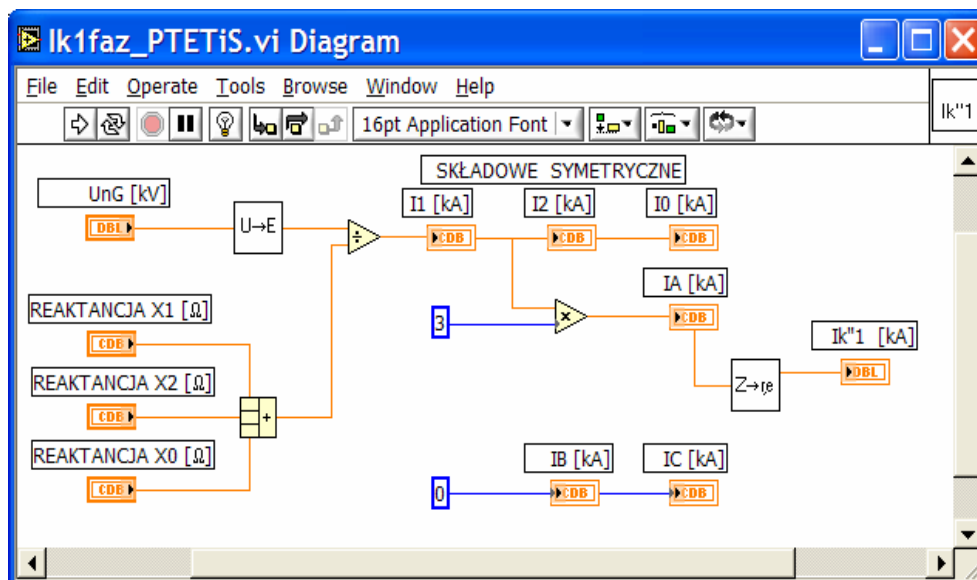 Ik1faz_PTETiS.vi Diagram
File Edit Operate Tools Browse Window Help
16pt Application Font
Ik"1
SKŁADOWE SYMETRYCZNE
UnG [kV]
I1 [kA]
I2 [kA]
I0 [kA]
DBL
U→E
÷
CDB
CDB
CDB
IA [kA]
REAKTANCJA X1 [Ω]
3
x
CDB
Ik"1 [kA]
CDB
REAKTANCJA X2 [Ω]
Z→r,e
DBL
CDB
+
REAKTANCJA X0 [Ω]
IB [kA]
IC [kA]
CDB
0
CDB
CDB